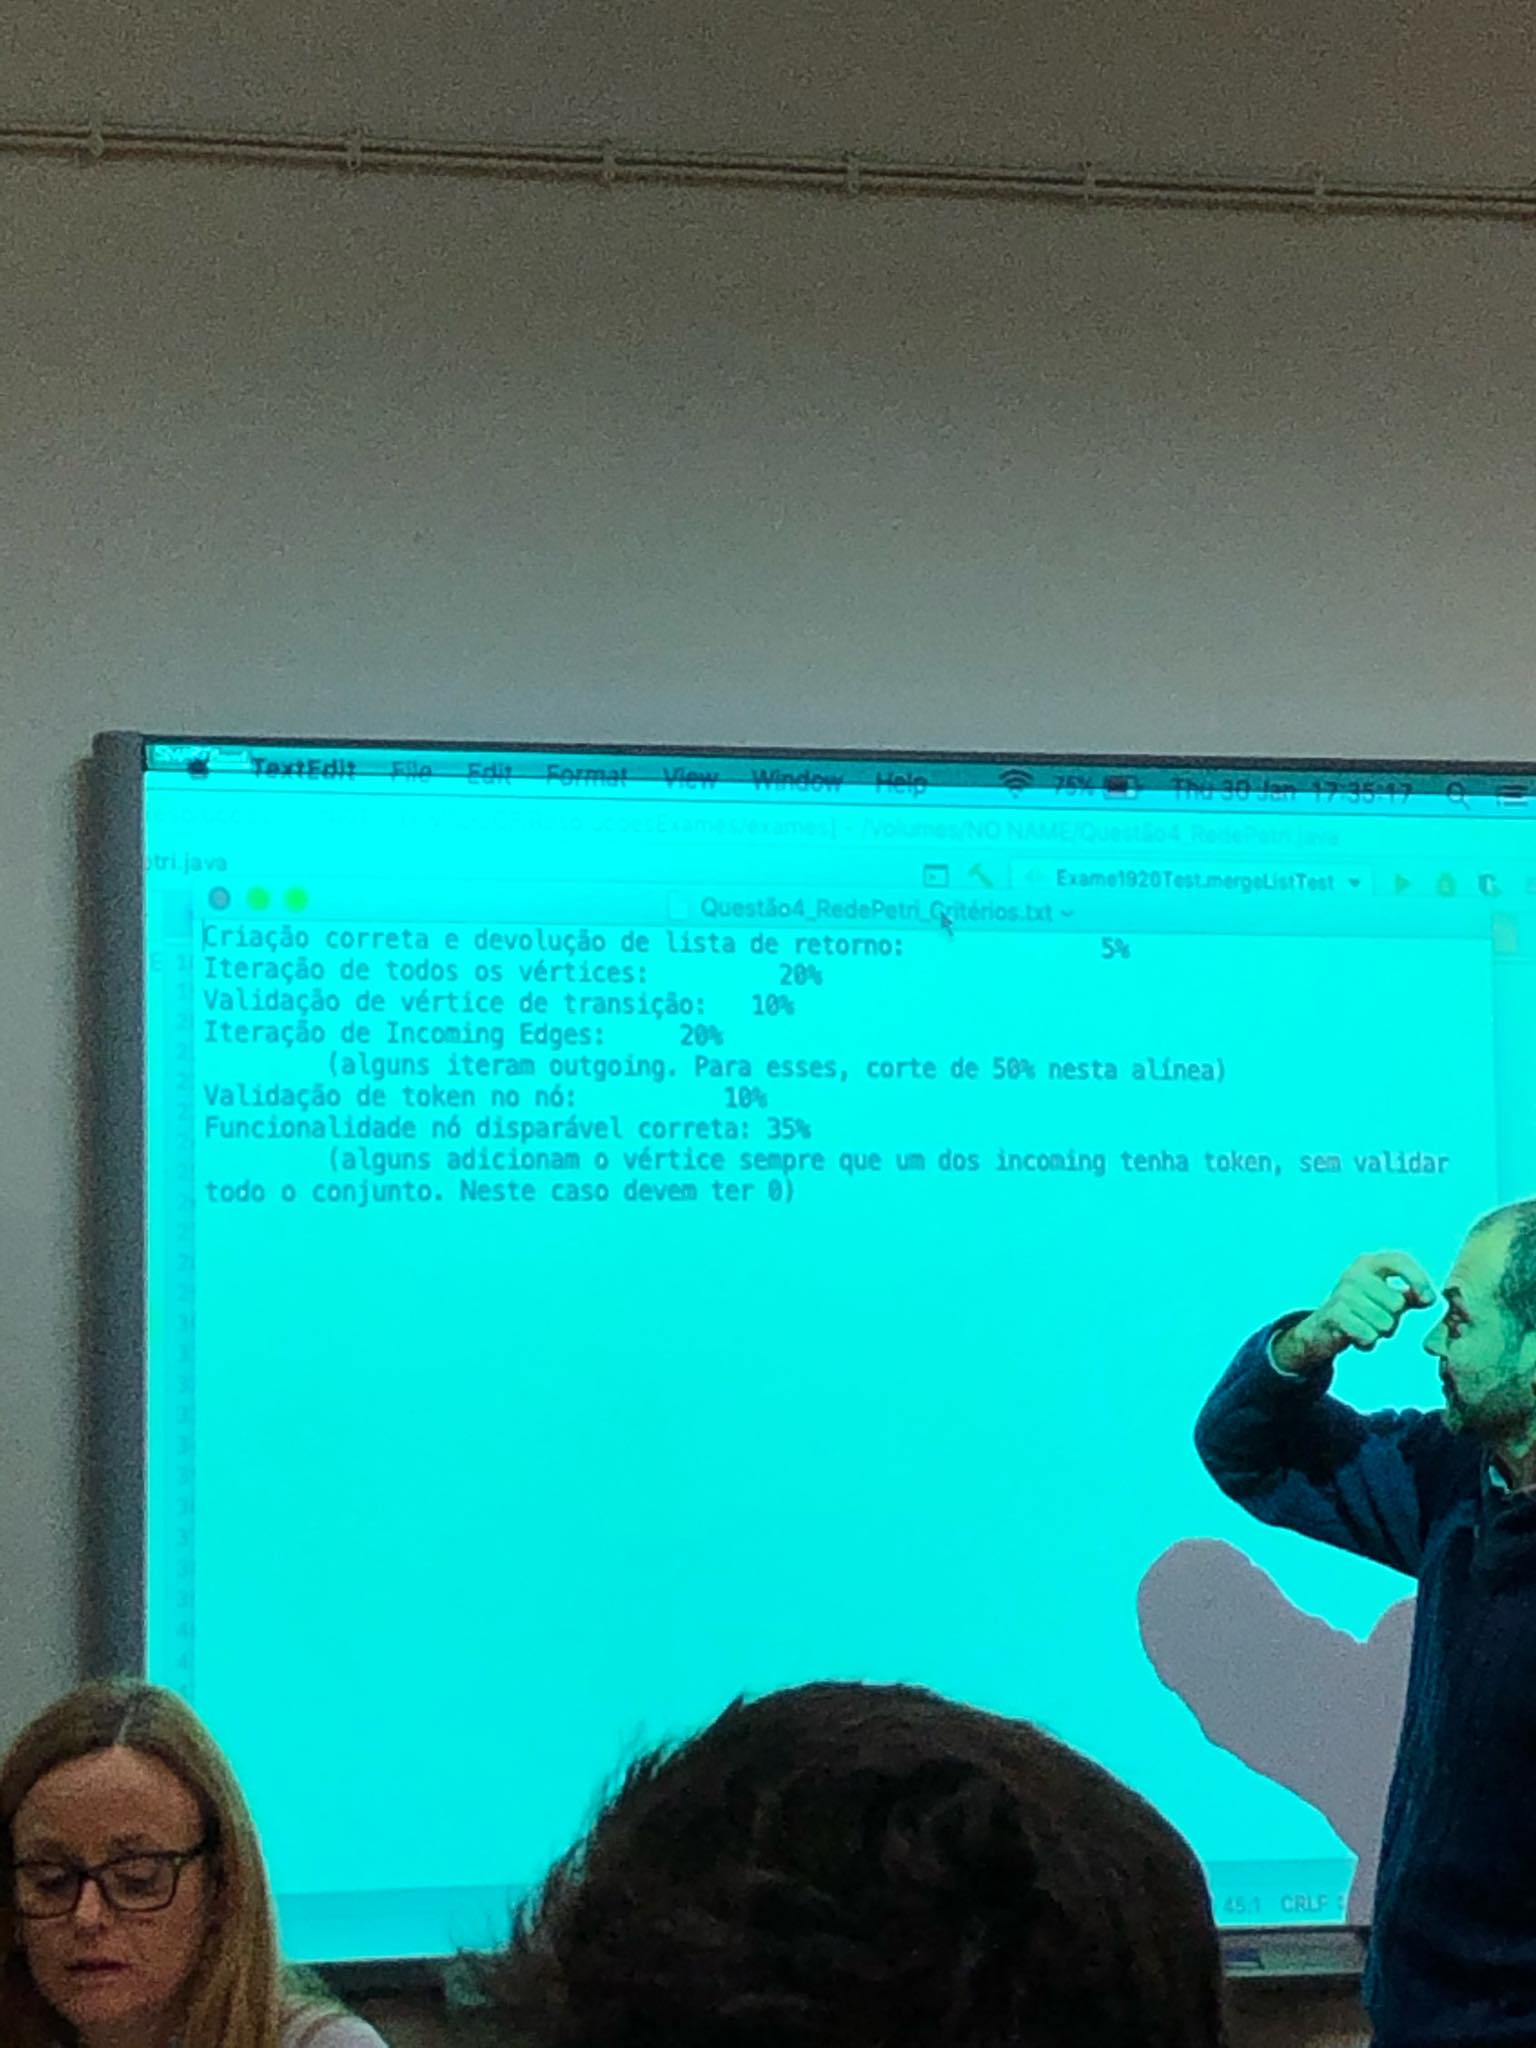 TextEdit File Edit Format View Window Help 75% Thu 30 Jan 17:35:17
/Volumes/NO NAME/Questão4_RedePetri.java
tri.java
Exame1920Test.mergeListTest
Questão4_RedePetri_Critérios.txt
Criação correta e devolução de lista de retorno: 5%
Iteração de todos os vértices: 20%
Validação de vértice de transição: 10%
Iteração de Incoming Edges: 20%
(alguns iteram outgoing. Para esses, corte de 50% nesta alínea)
Validação de token no nó: 10%
Funcionalidade nó disparável correta: 35%
(alguns adicionam o vértice sempre que um dos incoming tenha token, sem validar
todo o conjunto. Neste caso devem ter 0)
45:1 CRLF